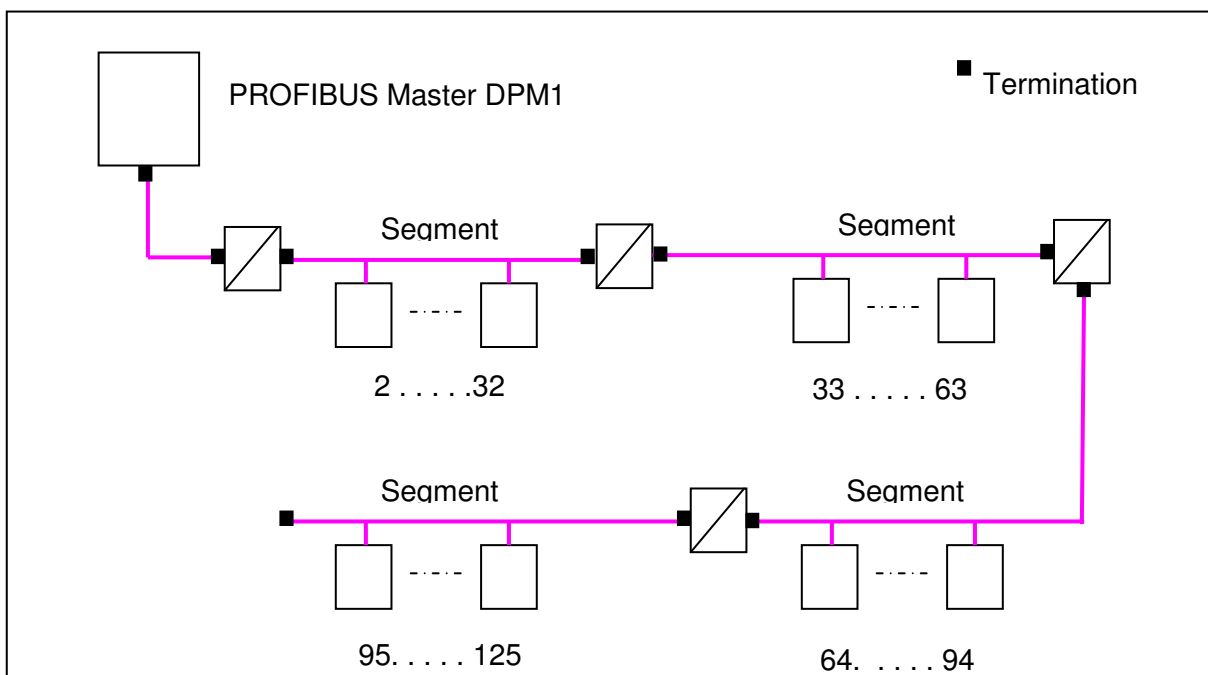 PROFIBUS Master DPM1
Termination
Segment
Segment
2 . . . . .32
33 . . . . . 63
Segment
Segment
95. . . . . 125
64. . . . . 94